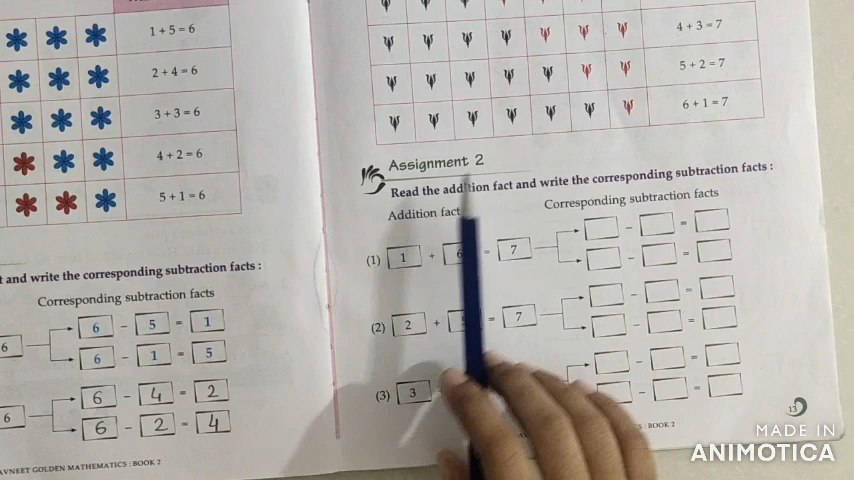 1 + 5 = 6
2 + 4 = 6
3 + 3 = 6
4 + 2 = 6
5 + 1 = 6
t and write the corresponding subtraction facts :
Corresponding subtraction facts
6
6 - 5 = 1
6 - 1 = 5
6
6 - 4 = 2
6 - 2 = 4
AVNEET GOLDEN MATHEMATICS : BOOK 2
4 + 3 = 7
5 + 2 = 7
6 + 1 = 7
Assignment 2
Read the addition fact and write the corresponding subtraction facts :
Addition fact
Corresponding subtraction facts
(1) 1 + 6 = 7
- =
- =
(2) 2 + = 7
- =
- =
(3) 3
- =
- =
13
: BOOK 2
MADE IN
ANIMOTICA